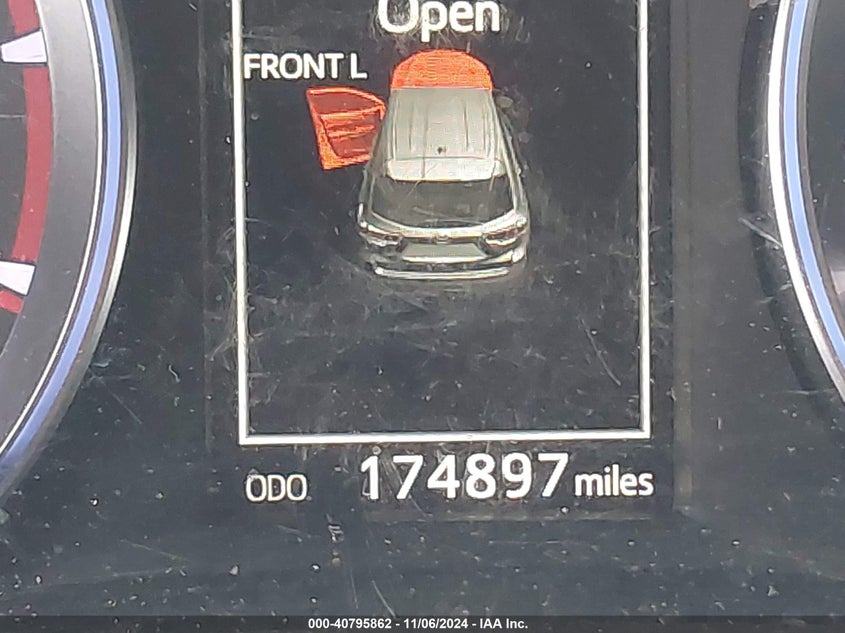 Open
FRONT L
ODO 174897 miles
000-40795862 - 11/06/2024 - IAA Inc.